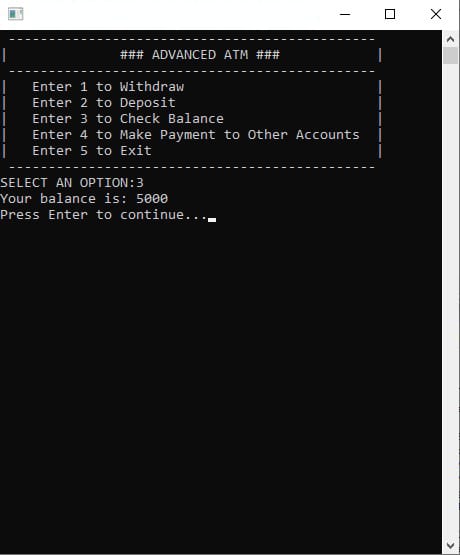 ----------------------------------------------
|              ### ADVANCED ATM ###            |
----------------------------------------------
|   Enter 1 to Withdraw                        |
|   Enter 2 to Deposit                         |
|   Enter 3 to Check Balance                   |
|   Enter 4 to Make Payment to Other Accounts  |
|   Enter 5 to Exit                            |
----------------------------------------------
SELECT AN OPTION:3
Your balance is: 5000
Press Enter to continue...